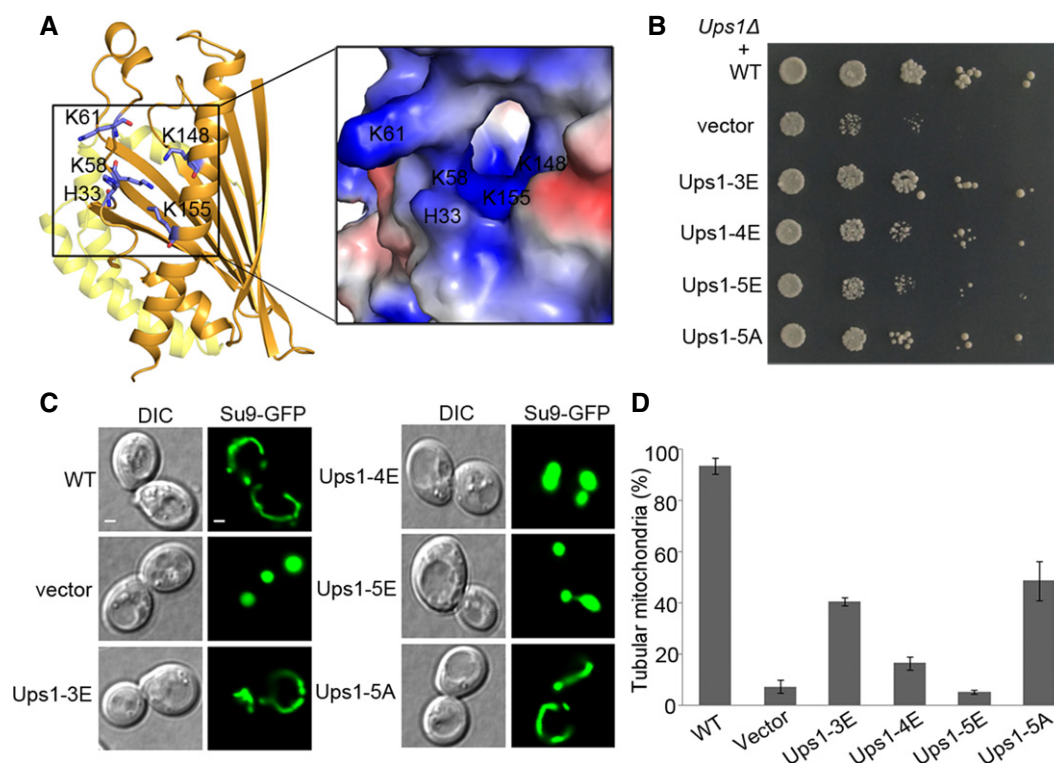 A
K61
K148
K58
H33
K155
K61
K58
K148
K155
H33
B
Ups1Δ
+
WT
vector
Ups1-3E
Ups1-4E
Ups1-5E
Ups1-5A
C
DIC
Su9-GFP
WT
vector
Ups1-3E
DIC
Su9-GFP
Ups1-4E
Ups1-5E
Ups1-5A
D
Tubular mitochondria (%)
100
80
60
40
20
0
WT
Vector
Ups1-3E
Ups1-4E
Ups1-5E
Ups1-5A